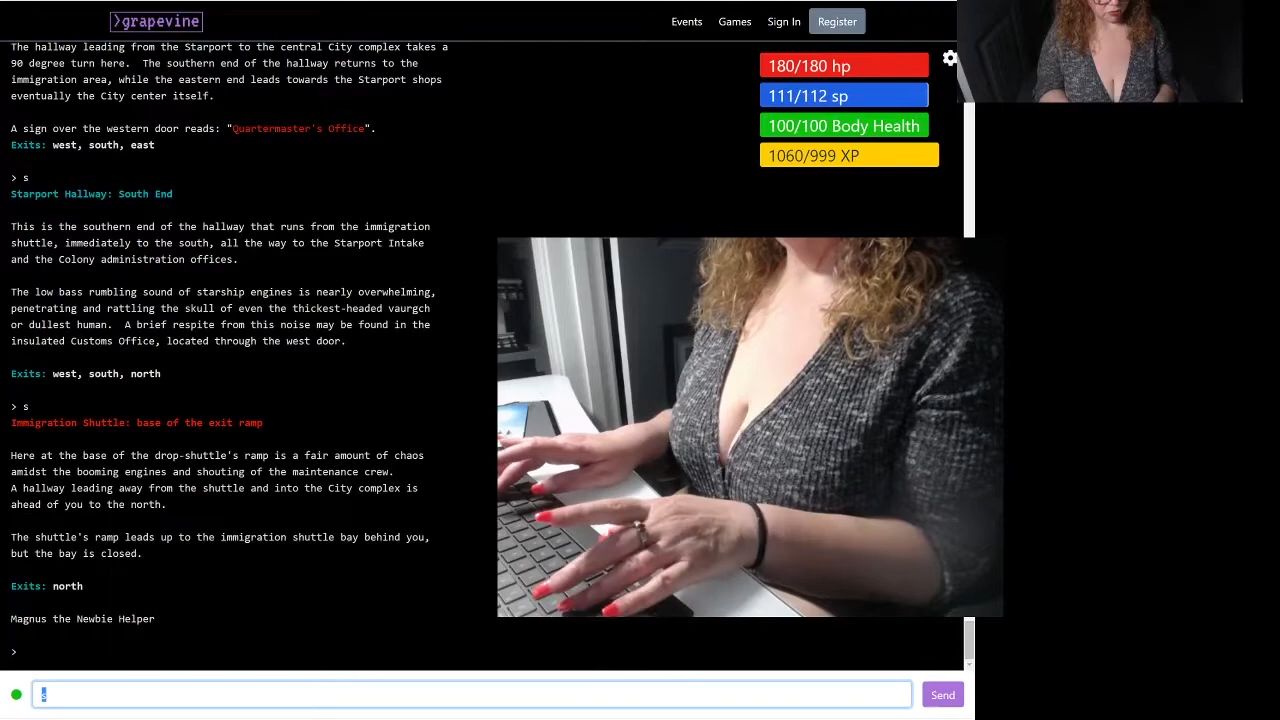 >grapevine
Events
Games
Sign In
Register
The hallway leading from the Starport to the central City complex takes a
90 degree turn here. The southern end of the hallway returns to the
immigration area, while the eastern end leads towards the Starport shops
eventually the City center itself.
A sign over the western door reads: "Quartermaster's Office".
Exits: west, south, east
> s
Starport Hallway: South End
This is the southern end of the hallway that runs from the immigration
shuttle, immediately to the south, all the way to the Starport Intake
and the Colony administration offices.
The low bass rumbling sound of starship engines is nearly overwhelming,
penetrating and rattling the skull of even the thickest-headed vaurgch
or dullest human. A brief respite from this noise may be found in the
insulated Customs Office, located through the west door.
Exits: west, south, north
> s
Immigration Shuttle: base of the exit ramp
Here at the base of the drop-shuttle's ramp is a fair amount of chaos
amidst the booming engines and shouting of the maintenance crew.
A hallway leading away from the shuttle and into the City complex is
ahead of you to the north.
The shuttle's ramp leads up to the immigration shuttle bay behind you,
but the bay is closed.
Exits: north
Magnus the Newbie Helper
>
180/180 hp
111/112 sp
100/100 Body Health
1060/999 XP
s
Send